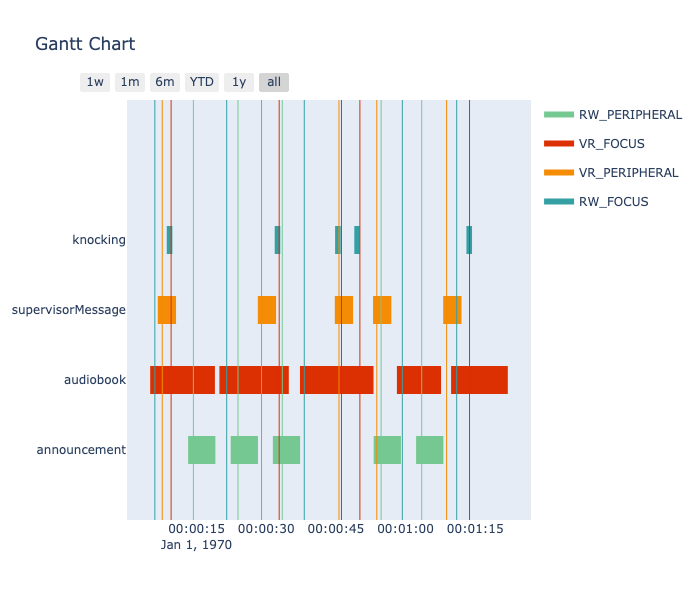 Gantt Chart
1w 1m 6m YTD 1y all
RW_PERIPHERAL
VR_FOCUS
VR_PERIPHERAL
RW_FOCUS
knocking
supervisorMessage
audiobook
announcement
00:00:15 00:00:30 00:00:45 00:01:00 00:01:15
Jan 1, 1970